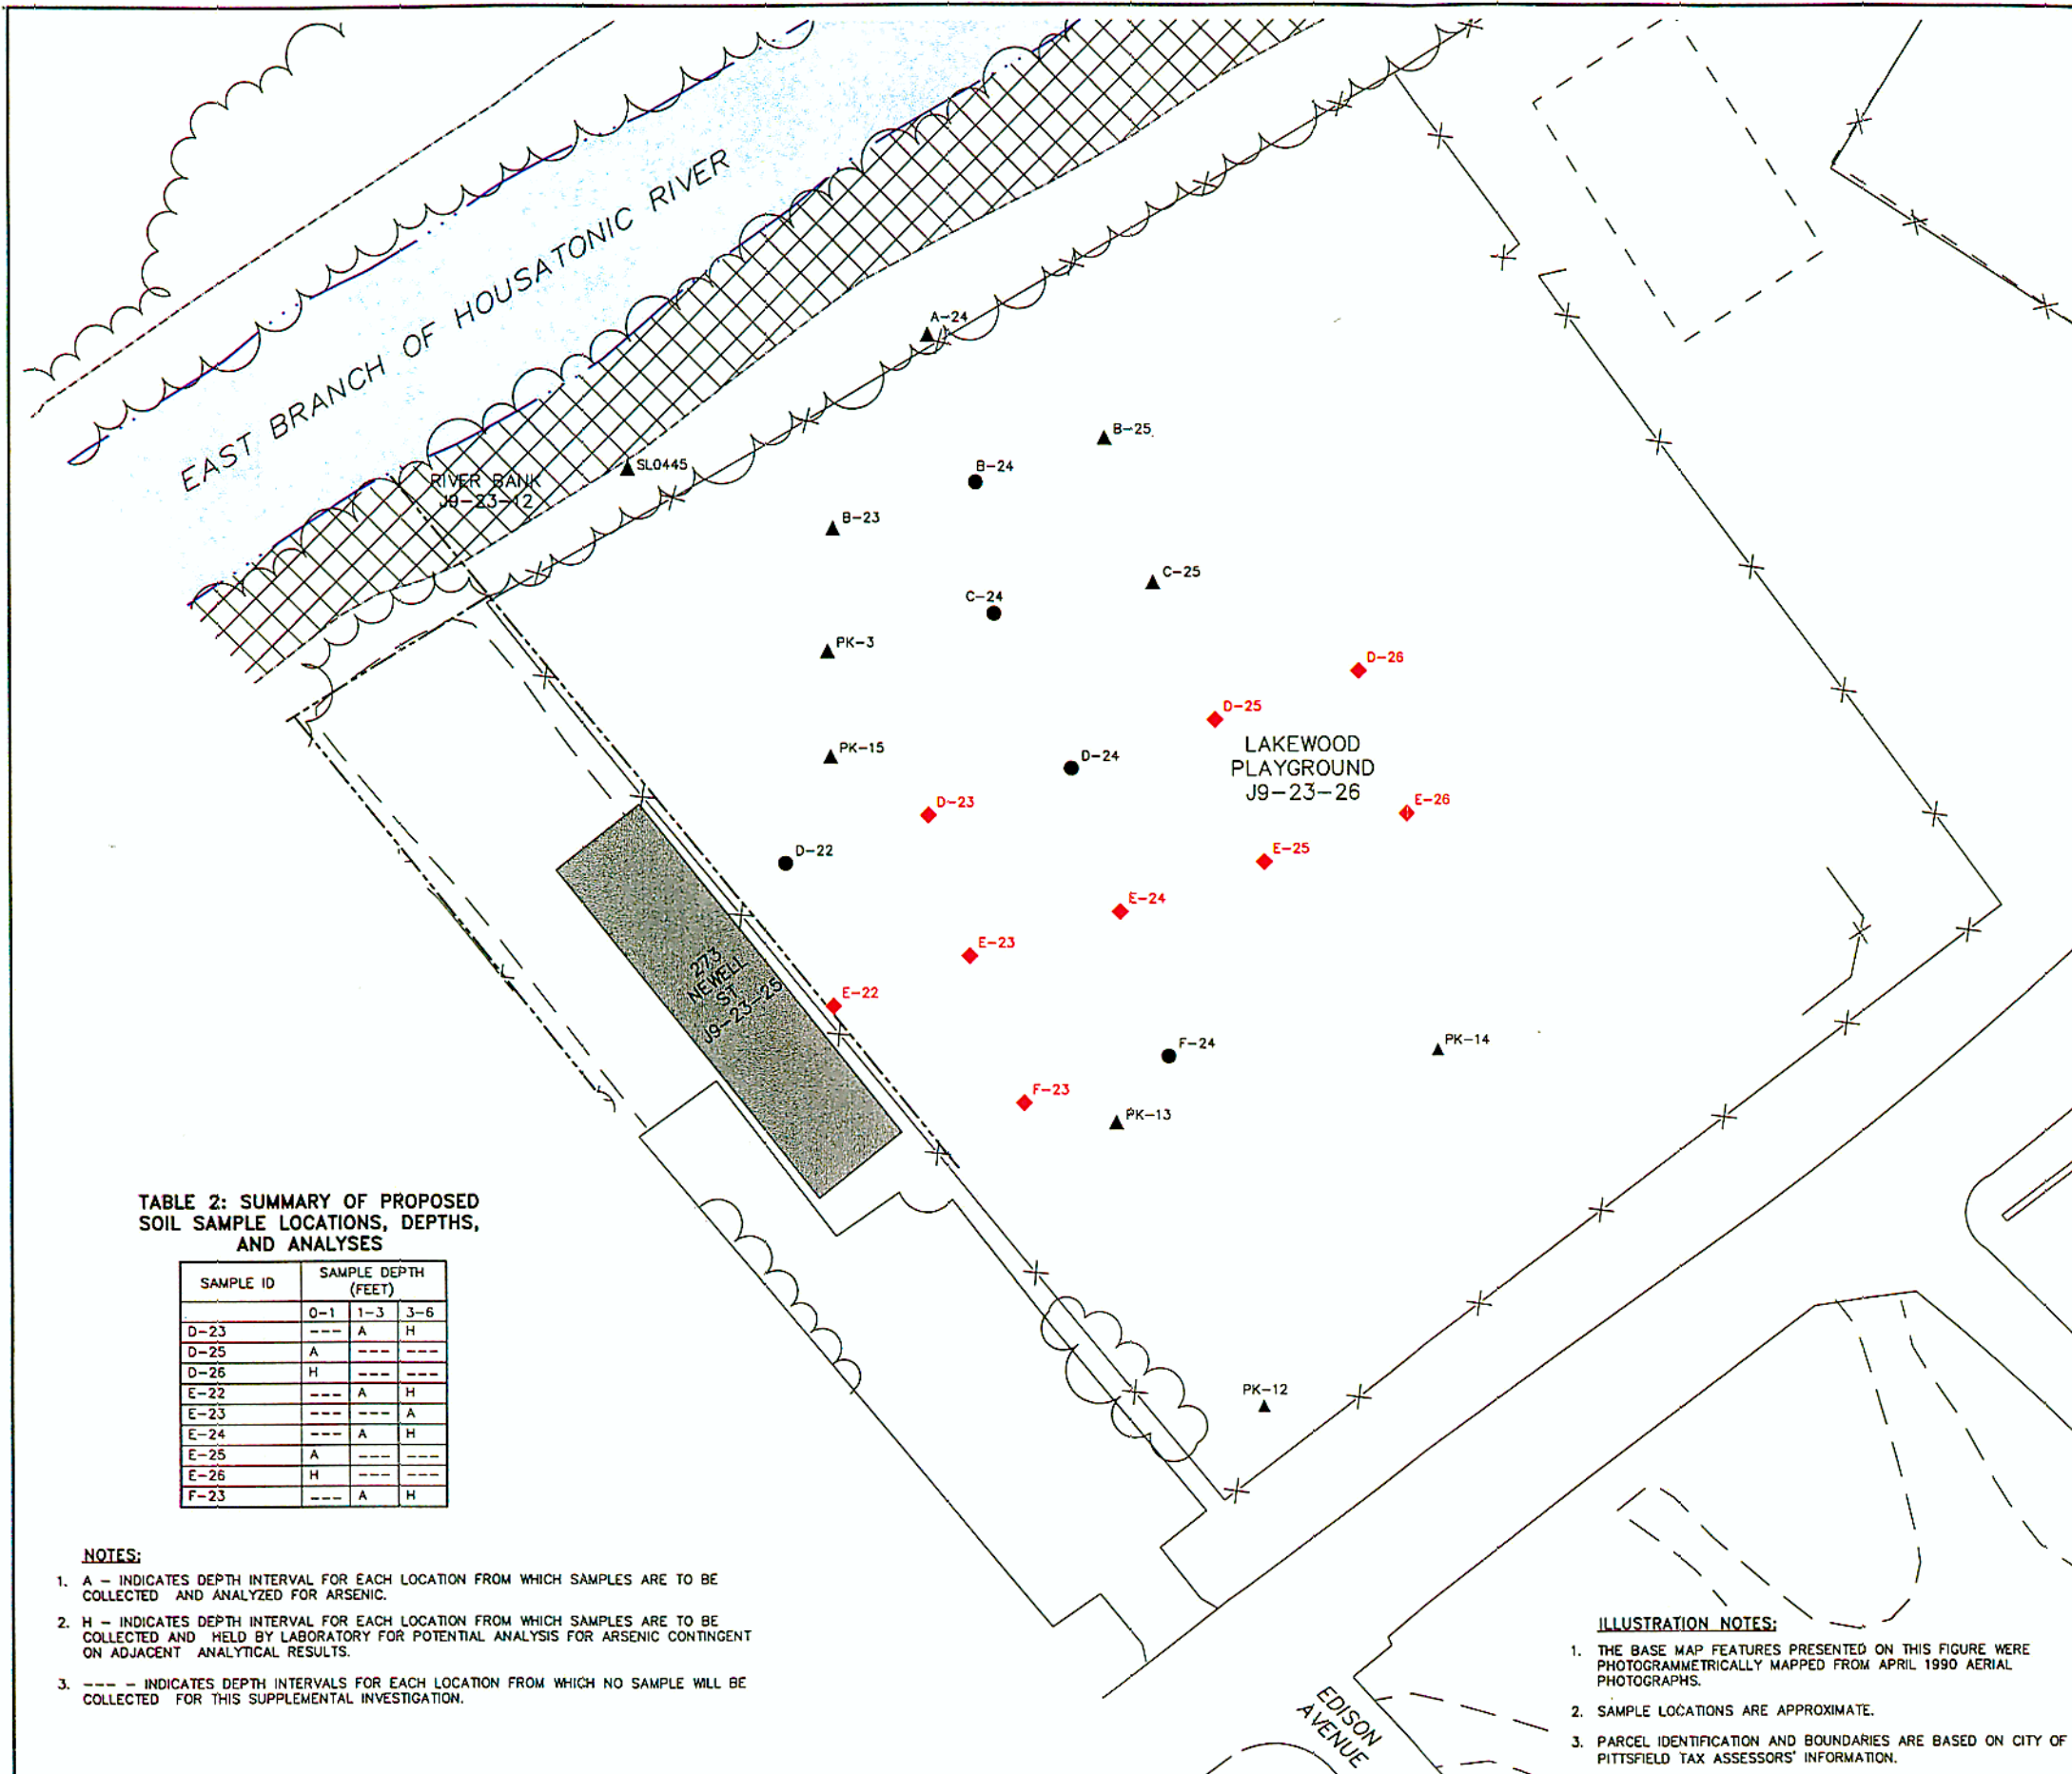 EAST BRANCH OF HOUSATONIC RIVER
RIVER BANK
J9-23-12
SL0445
A-24
B-25
B-24
B-23
C-25
C-24
PK-3
D-26
D-25
LAKEWOOD
PLAYGROUND
J9-23-26
PK-15
D-24
D-23
E-26
D-22
E-25
E-24
E-23
E-22
273
NEWELL
ST
J9-23-25
F-24
PK-14
F-23
PK-13
PK-12
TABLE 2: SUMMARY OF PROPOSED
SOIL SAMPLE LOCATIONS, DEPTHS,
AND ANALYSES
SAMPLE ID SAMPLE DEPTH
(FEET)
0-1 1-3 3-6
D-23 --- A H
D-25 A --- ---
D-26 H --- ---
E-22 --- A H
E-23 --- --- A
E-24 --- A H
E-25 A --- ---
E-26 H --- ---
F-23 --- A H
NOTES:
1. A - INDICATES DEPTH INTERVAL FOR EACH LOCATION FROM WHICH SAMPLES ARE TO BE
COLLECTED AND ANALYZED FOR ARSENIC.
2. H - INDICATES DEPTH INTERVAL FOR EACH LOCATION FROM WHICH SAMPLES ARE TO BE
COLLECTED AND HELD BY LABORATORY FOR POTENTIAL ANALYSIS FOR ARSENIC CONTINGENT
ON ADJACENT ANALYTICAL RESULTS.
3. --- - INDICATES DEPTH INTERVALS FOR EACH LOCATION FROM WHICH NO SAMPLE WILL BE
COLLECTED FOR THIS SUPPLEMENTAL INVESTIGATION.
EDISON
AVENUE
ILLUSTRATION NOTES:
1. THE BASE MAP FEATURES PRESENTED ON THIS FIGURE WERE
PHOTOGRAMMETRICALLY MAPPED FROM APRIL 1990 AERIAL
PHOTOGRAPHS.
2. SAMPLE LOCATIONS ARE APPROXIMATE.
3. PARCEL IDENTIFICATION AND BOUNDARIES ARE BASED ON CITY OF
PITTSFIELD TAX ASSESSORS' INFORMATION.